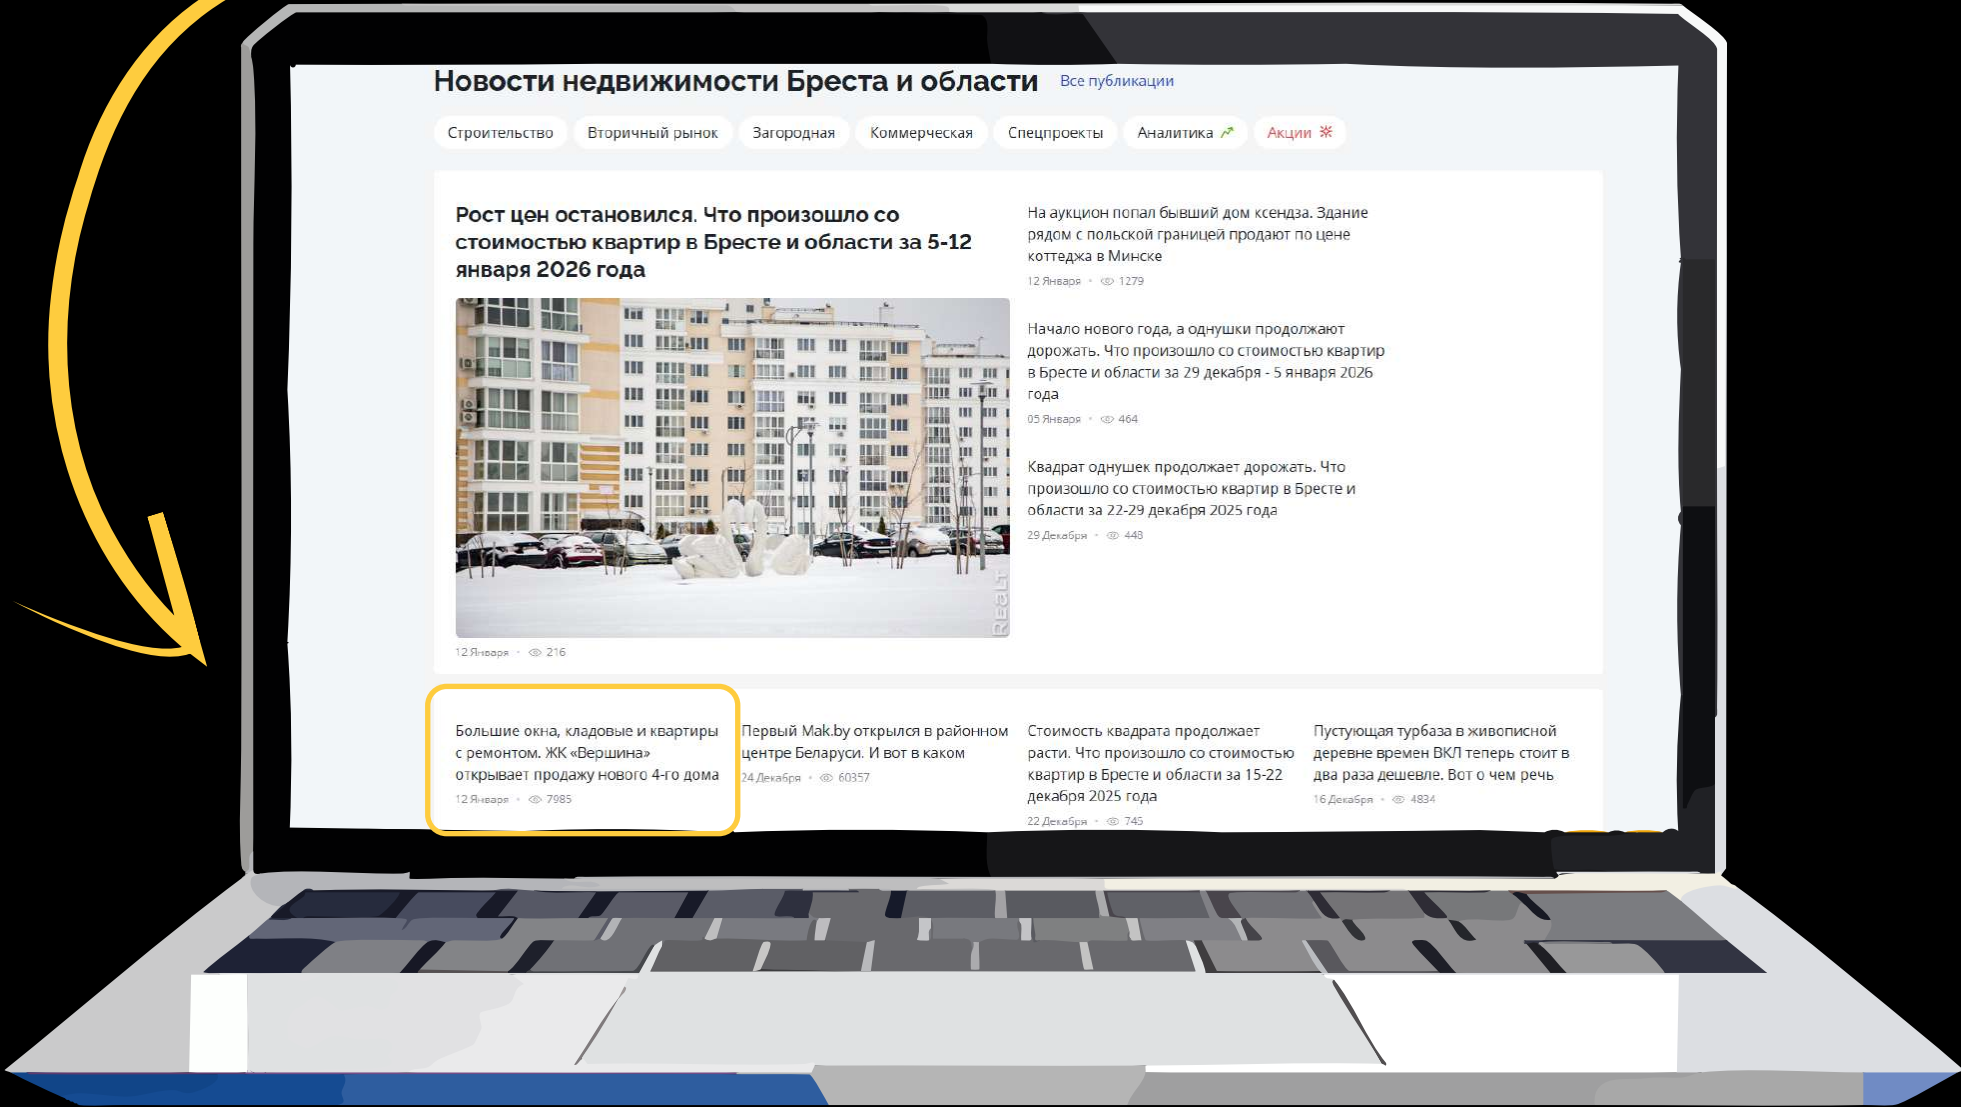 Новости недвижимости Бреста и области Все публикации
Строительство Вторичный рынок Загородная Коммерческая Спецпроекты Аналитика Акции
Рост цен остановился. Что произошло со
стоимостью квартир в Бресте и области за 5-12
января 2026 года
REALT
12 Января • 216
На аукцион попал бывший дом ксендза. Здание
рядом с польской границей продают по цене
коттеджа в Минске
12 Января • 1279
Начало нового года, а однушки продолжают
дорожать. Что произошло со стоимостью квартир
в Бресте и области за 29 декабря - 5 января 2026
года
05 Января • 464
Квадрат однушек продолжает дорожать. Что
произошло со стоимостью квартир в Бресте и
области за 22-29 декабря 2025 года
29 Декабря • 448
Большие окна, кладовые и квартиры
с ремонтом. ЖК «Вершина»
открывает продажу нового 4-го дома
12 Января • 7985
Первый Mak.by открылся в районном
центре Беларуси. И вот в каком
24 Декабря • 60357
Стоимость квадрата продолжает
расти. Что произошло со стоимостью
квартир в Бресте и области за 15-22
декабря 2025 года
22 Декабря • 745
Пустующая турбаза в живописной
деревне времен ВКЛ теперь стоит в
два раза дешевле. Вот о чем речь
16 Декабря • 4834